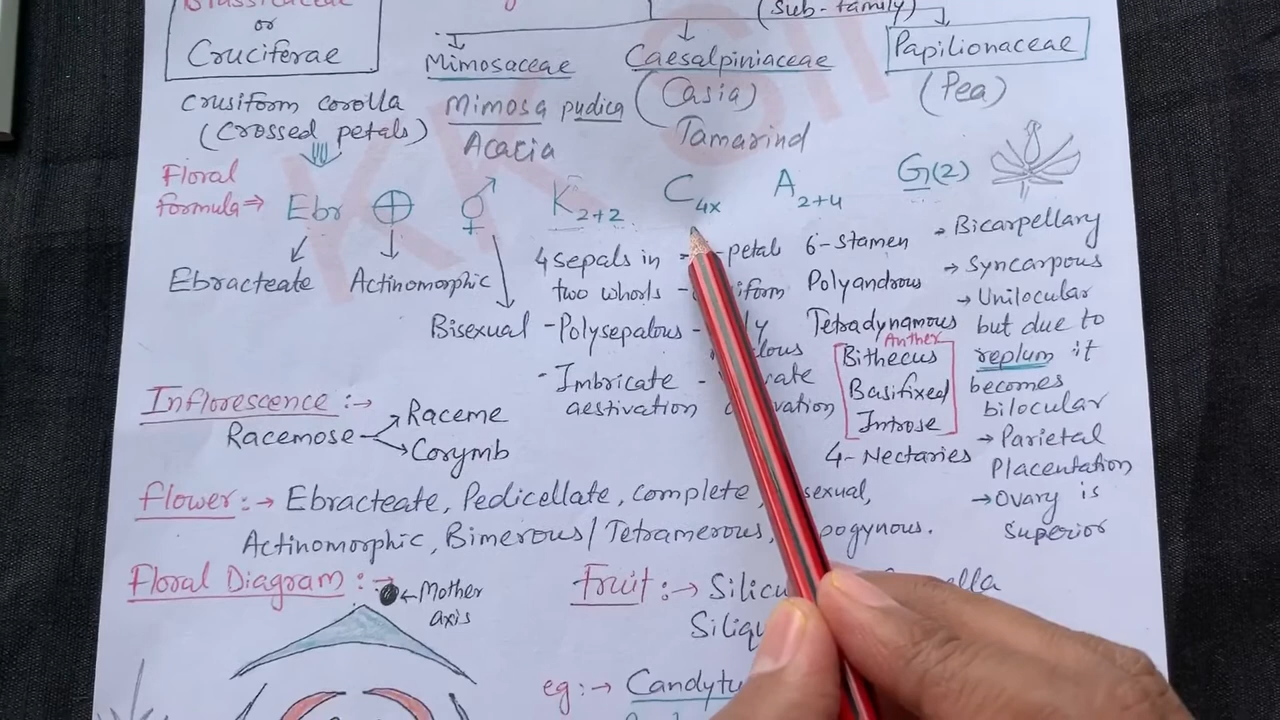 or
Cruciferae
(Sub-family)
Mimosaceae
Caesalpiniaceae
Papilionaceae
Crusiform corolla
(Crossed petals)
Mimosa pudica
Acacia
(Casia)
Tamarind
(Pea)
Floral
formula⇒
Ebr ⊕ ⚥ K2+2 C4x A2+4 G(2)
Ebracteate
Actinomorphic
Bisexual
4 sepals in
two whorls
-Polysepalous
- Imbricate
aestivation
petal
6-stamen
Polyandrous
Tetradynamous
Anther
Bithecus
Basifixed
Introse
4-Nectaries
→ Bicarpellary
→ Syncarpous
→ Unilocular
but due to
replum it
becomes
bilocular
→ Parietal
Placentation
→ Ovary is
superior
Inflorescence :→
Racemose
Raceme
Corymb
Flower :→ Ebracteate, Pedicellate, complete,
Actinomorphic, Bimerous/Tetramerous,
Floral Diagram :→
←Mother
axis
Fruit :→
eg :→
KK Sir